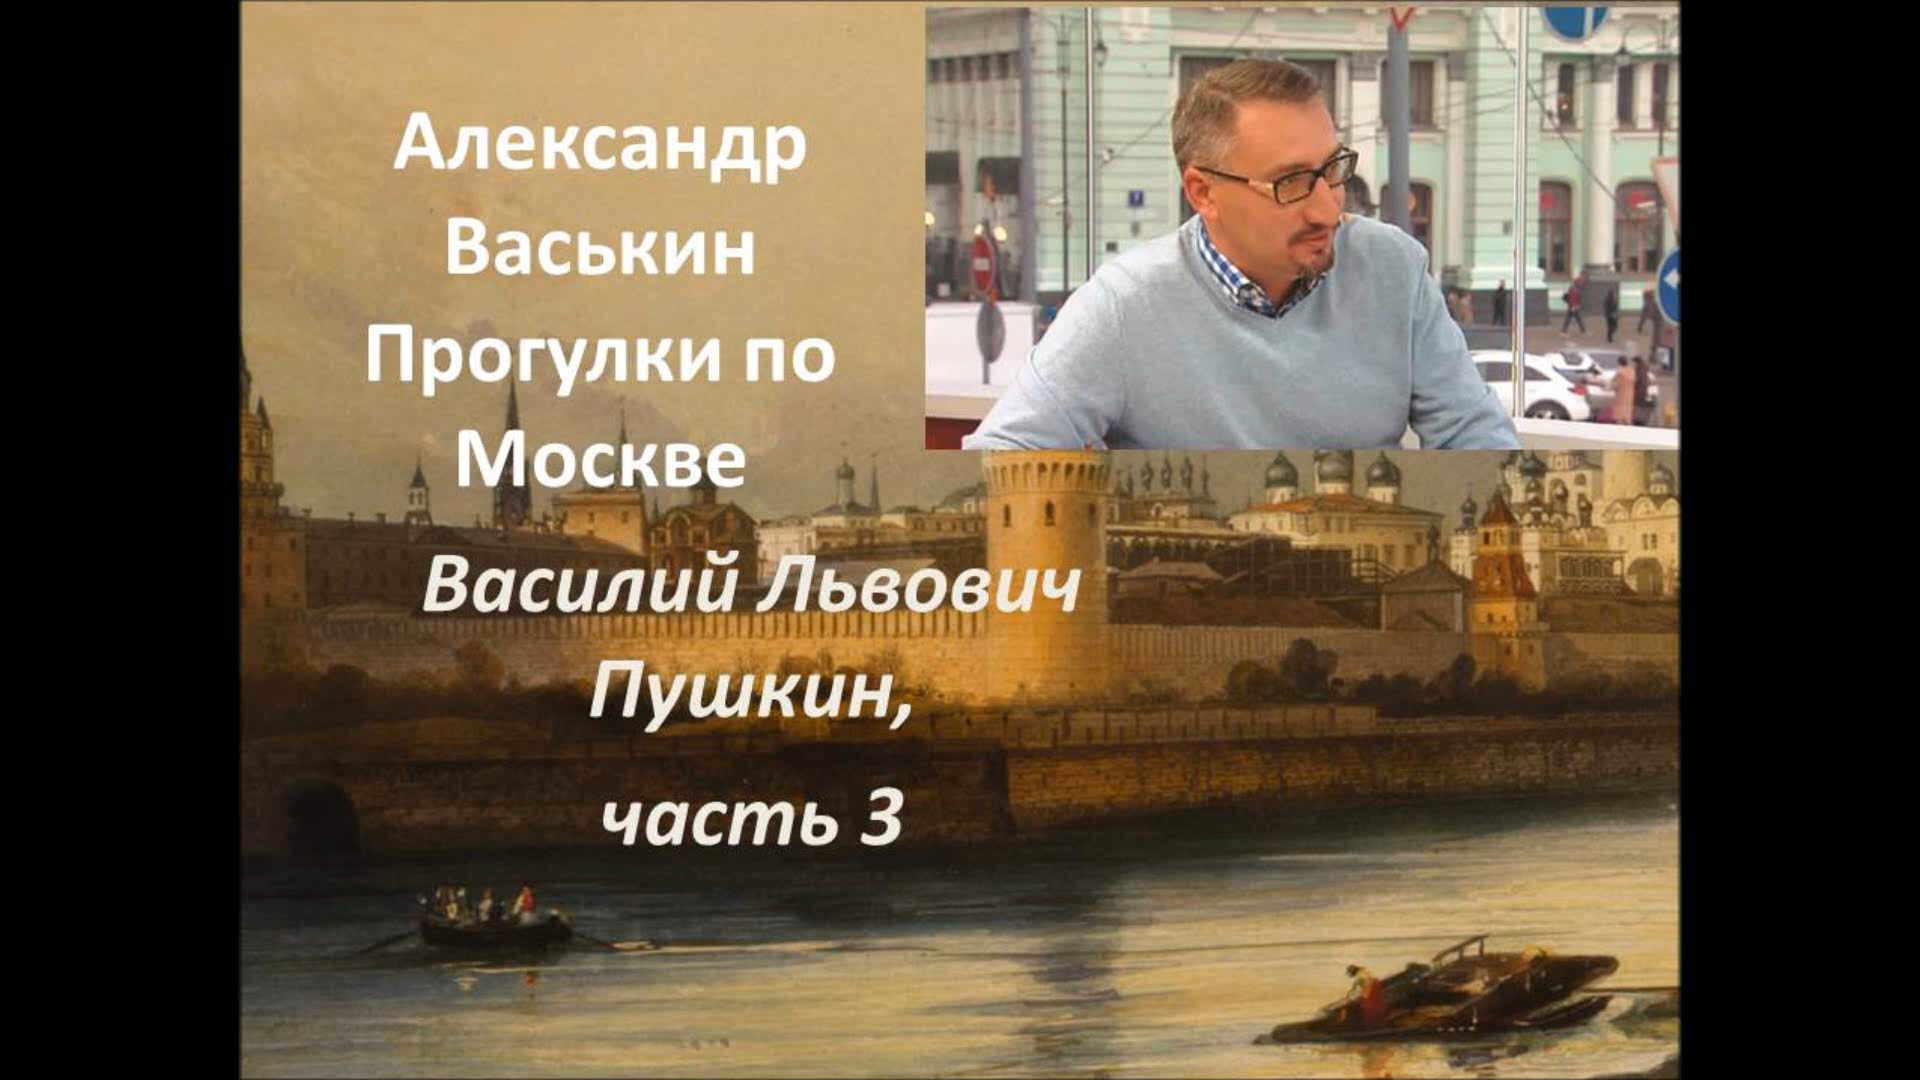 Александр
Васькин
Прогулки по
Москве
Василий Львович
Пушкин,
часть 3